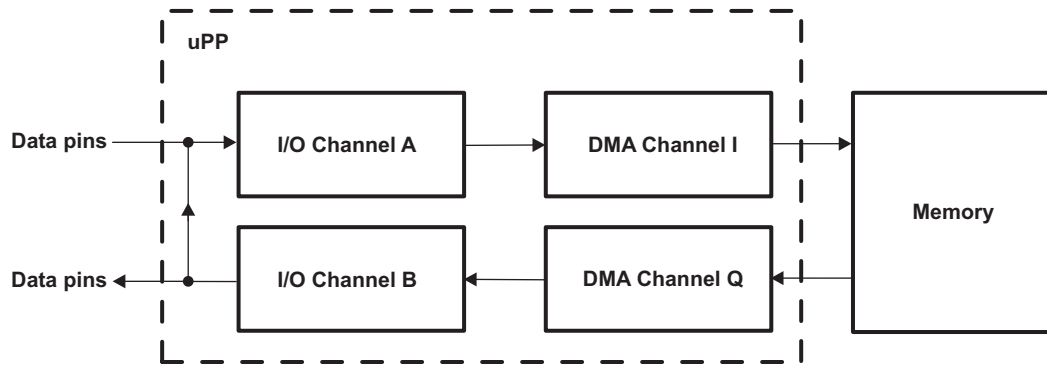 uPP
Data pins
I/O Channel A
DMA Channel I
Memory
Data pins
I/O Channel B
DMA Channel Q